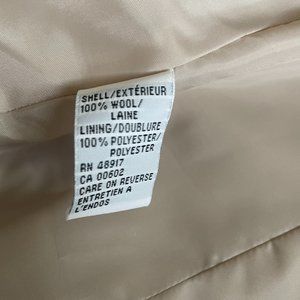 SHELL/EXTÉRIEUR
100% WOOL/
LAINE
LINING/DOUBLURE
100% POLYESTER/
POLYESTER
RN 48917
CA 00602
CARE ON REVERSE
ENTRETIEN A
L'ENDOS